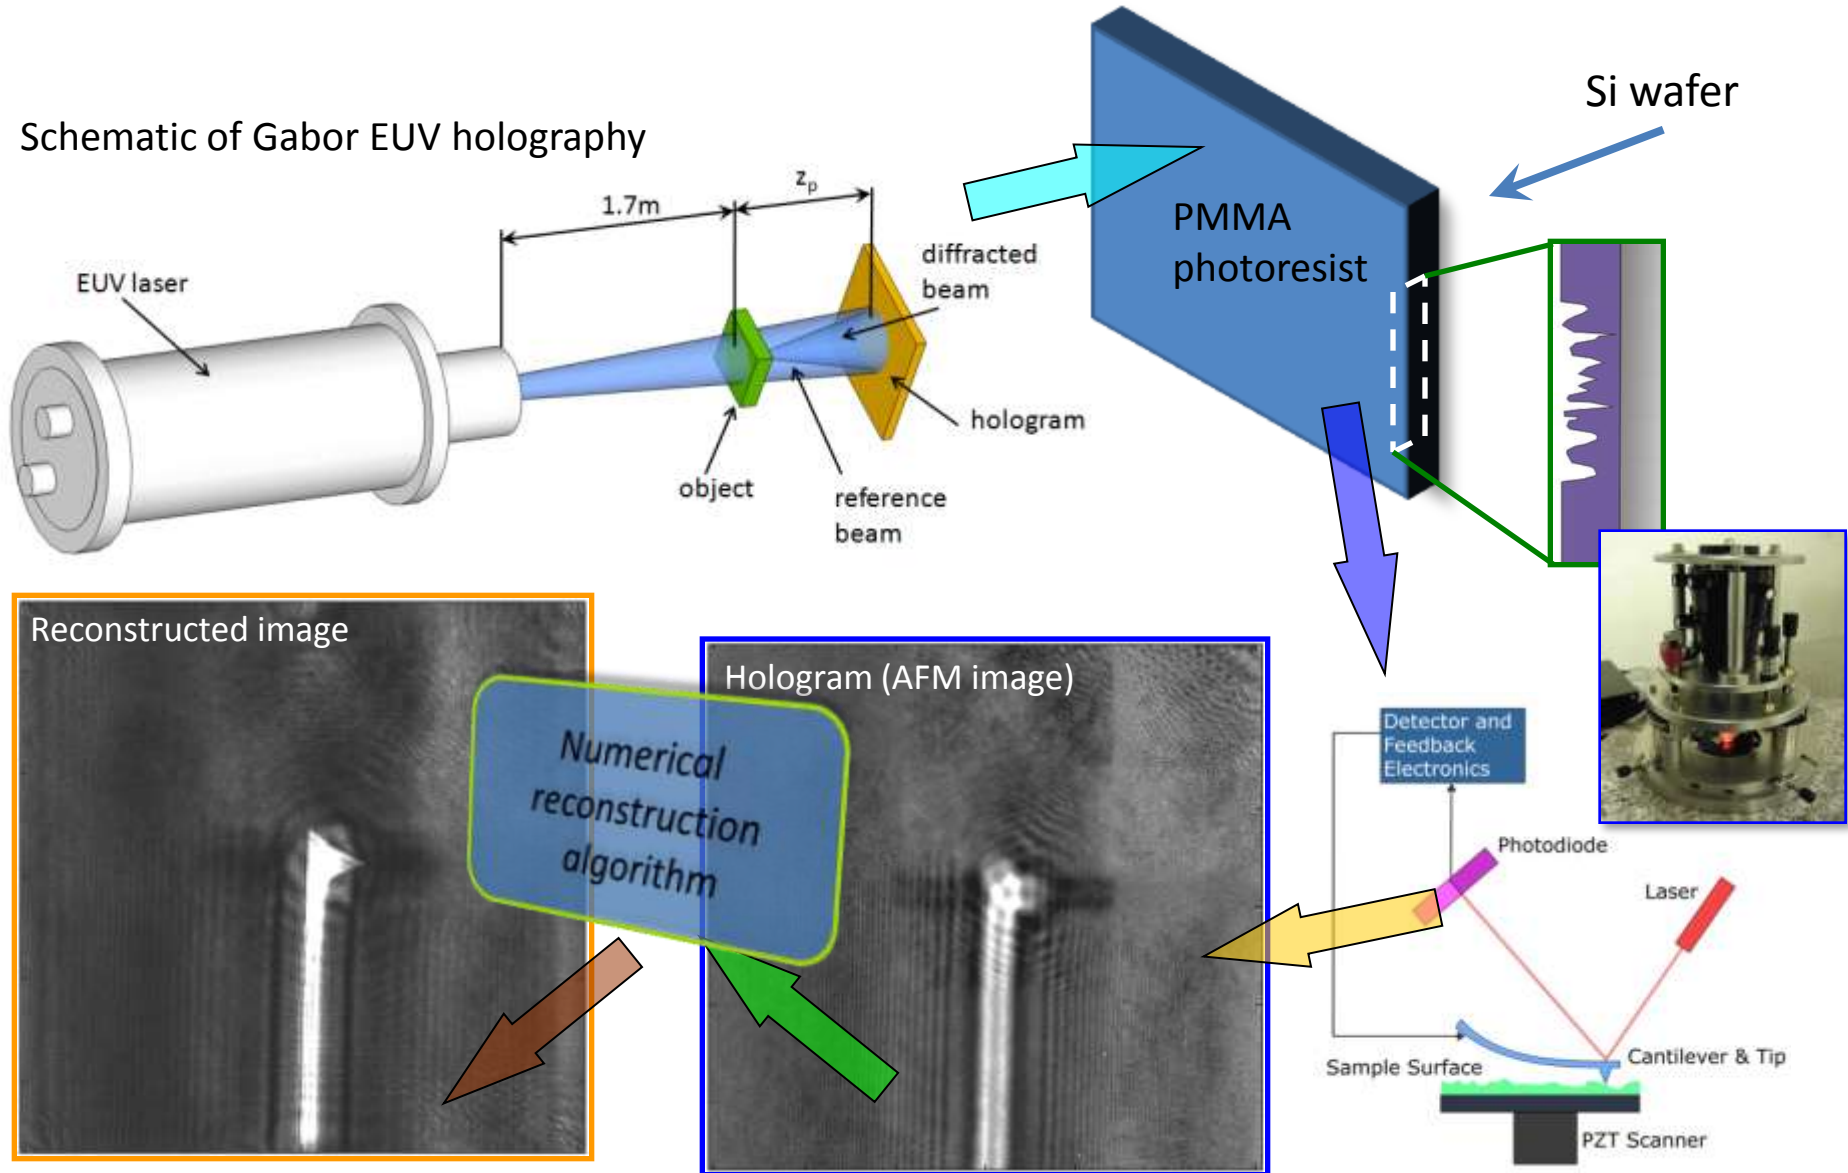 Schematic of Gabor EUV holography
1.7m
z_p
EUV laser
diffracted
beam
hologram
object
reference
beam
Si wafer
PMMA
photoresist
Reconstructed image
Numerical
reconstruction
algorithm
Hologram (AFM image)
Detector and
Feedback
Electronics
Photodiode
Laser
Sample Surface
Cantilever & Tip
PZT Scanner